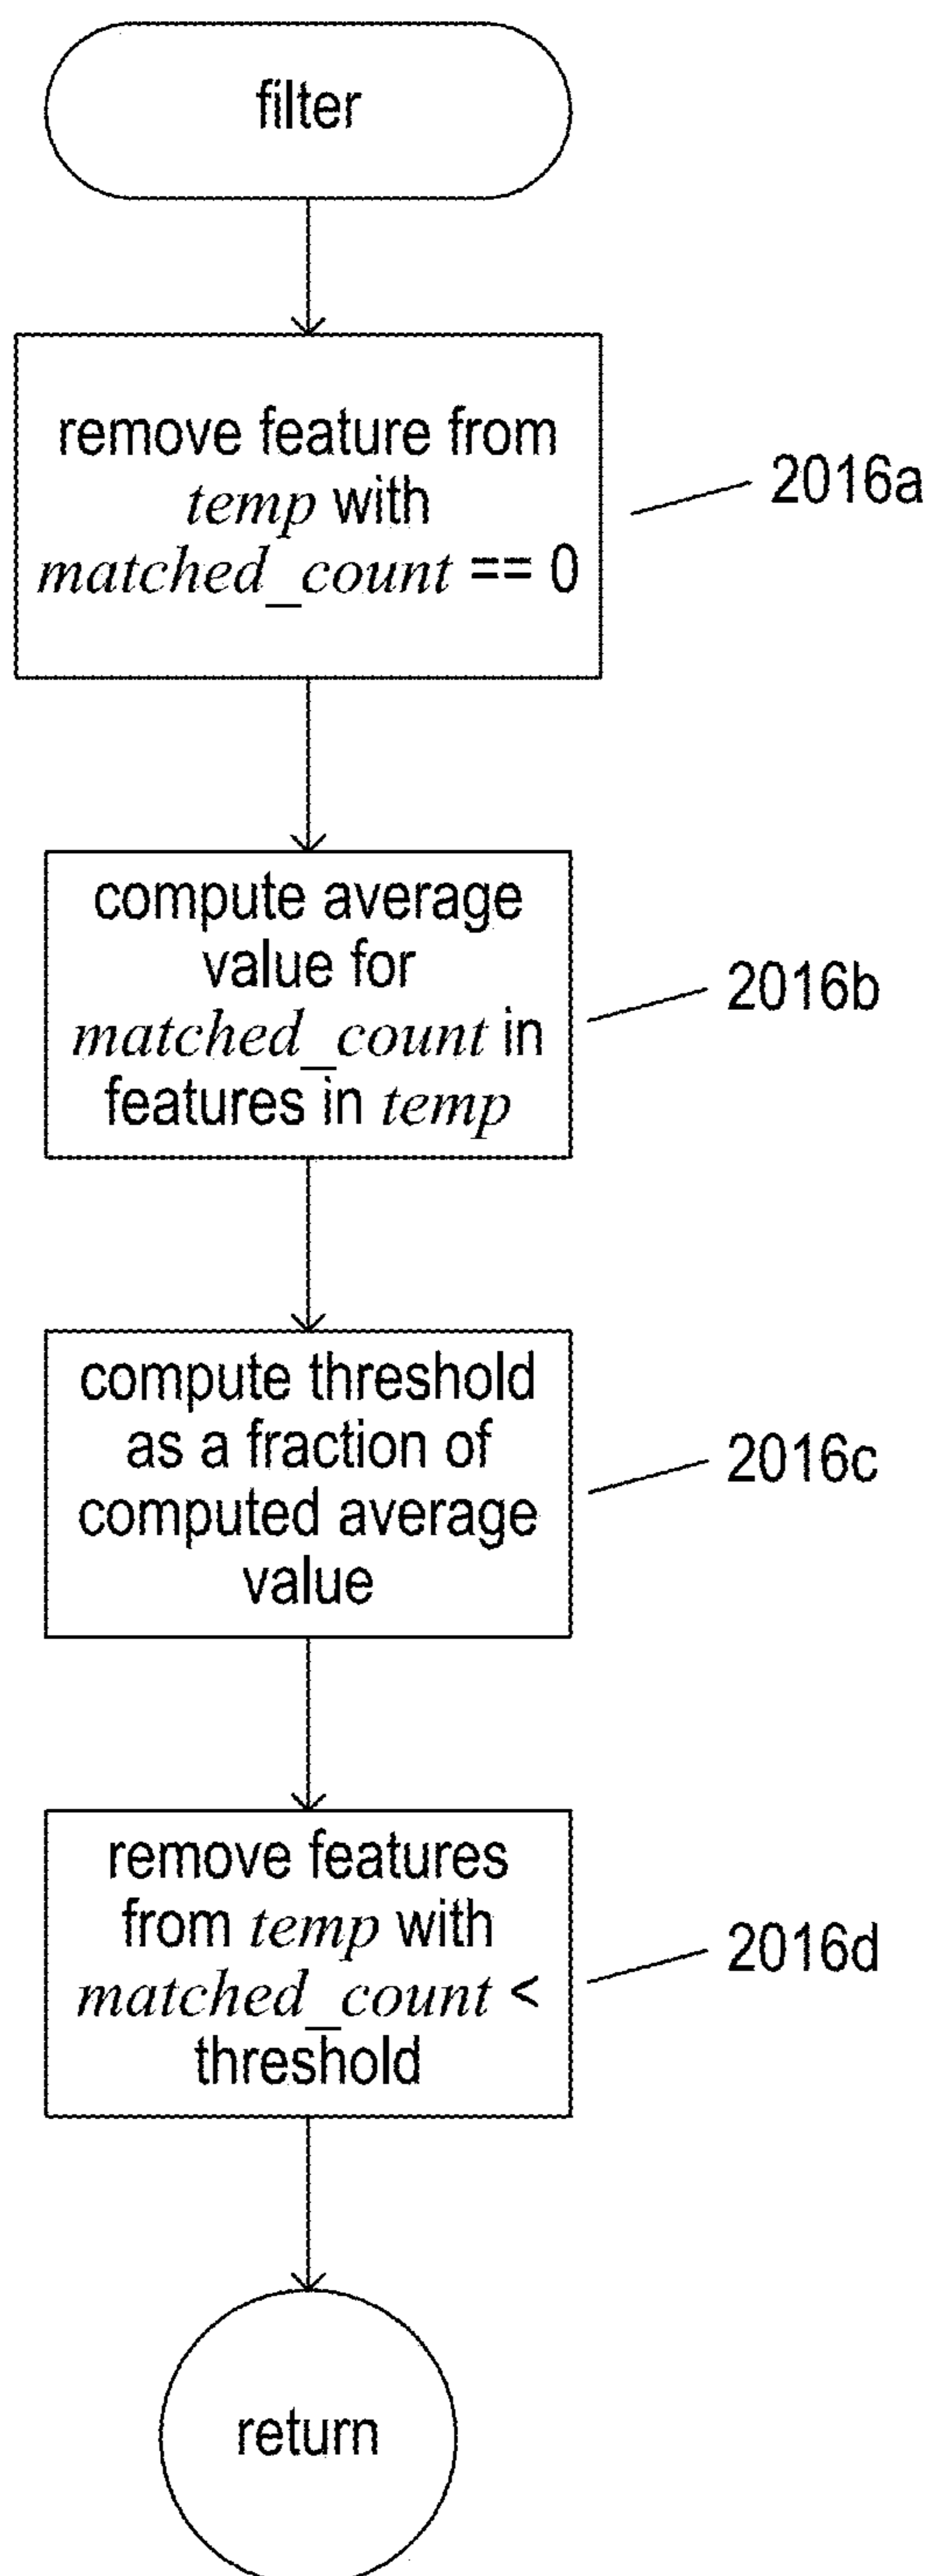 filter
remove feature from
temp with
matched_count == 0
2016a
compute average
value for
matched_count in
features in temp
2016b
compute threshold
as a fraction of
computed average
value
2016c
remove features
from temp with
matched_count <
threshold
2016d
return